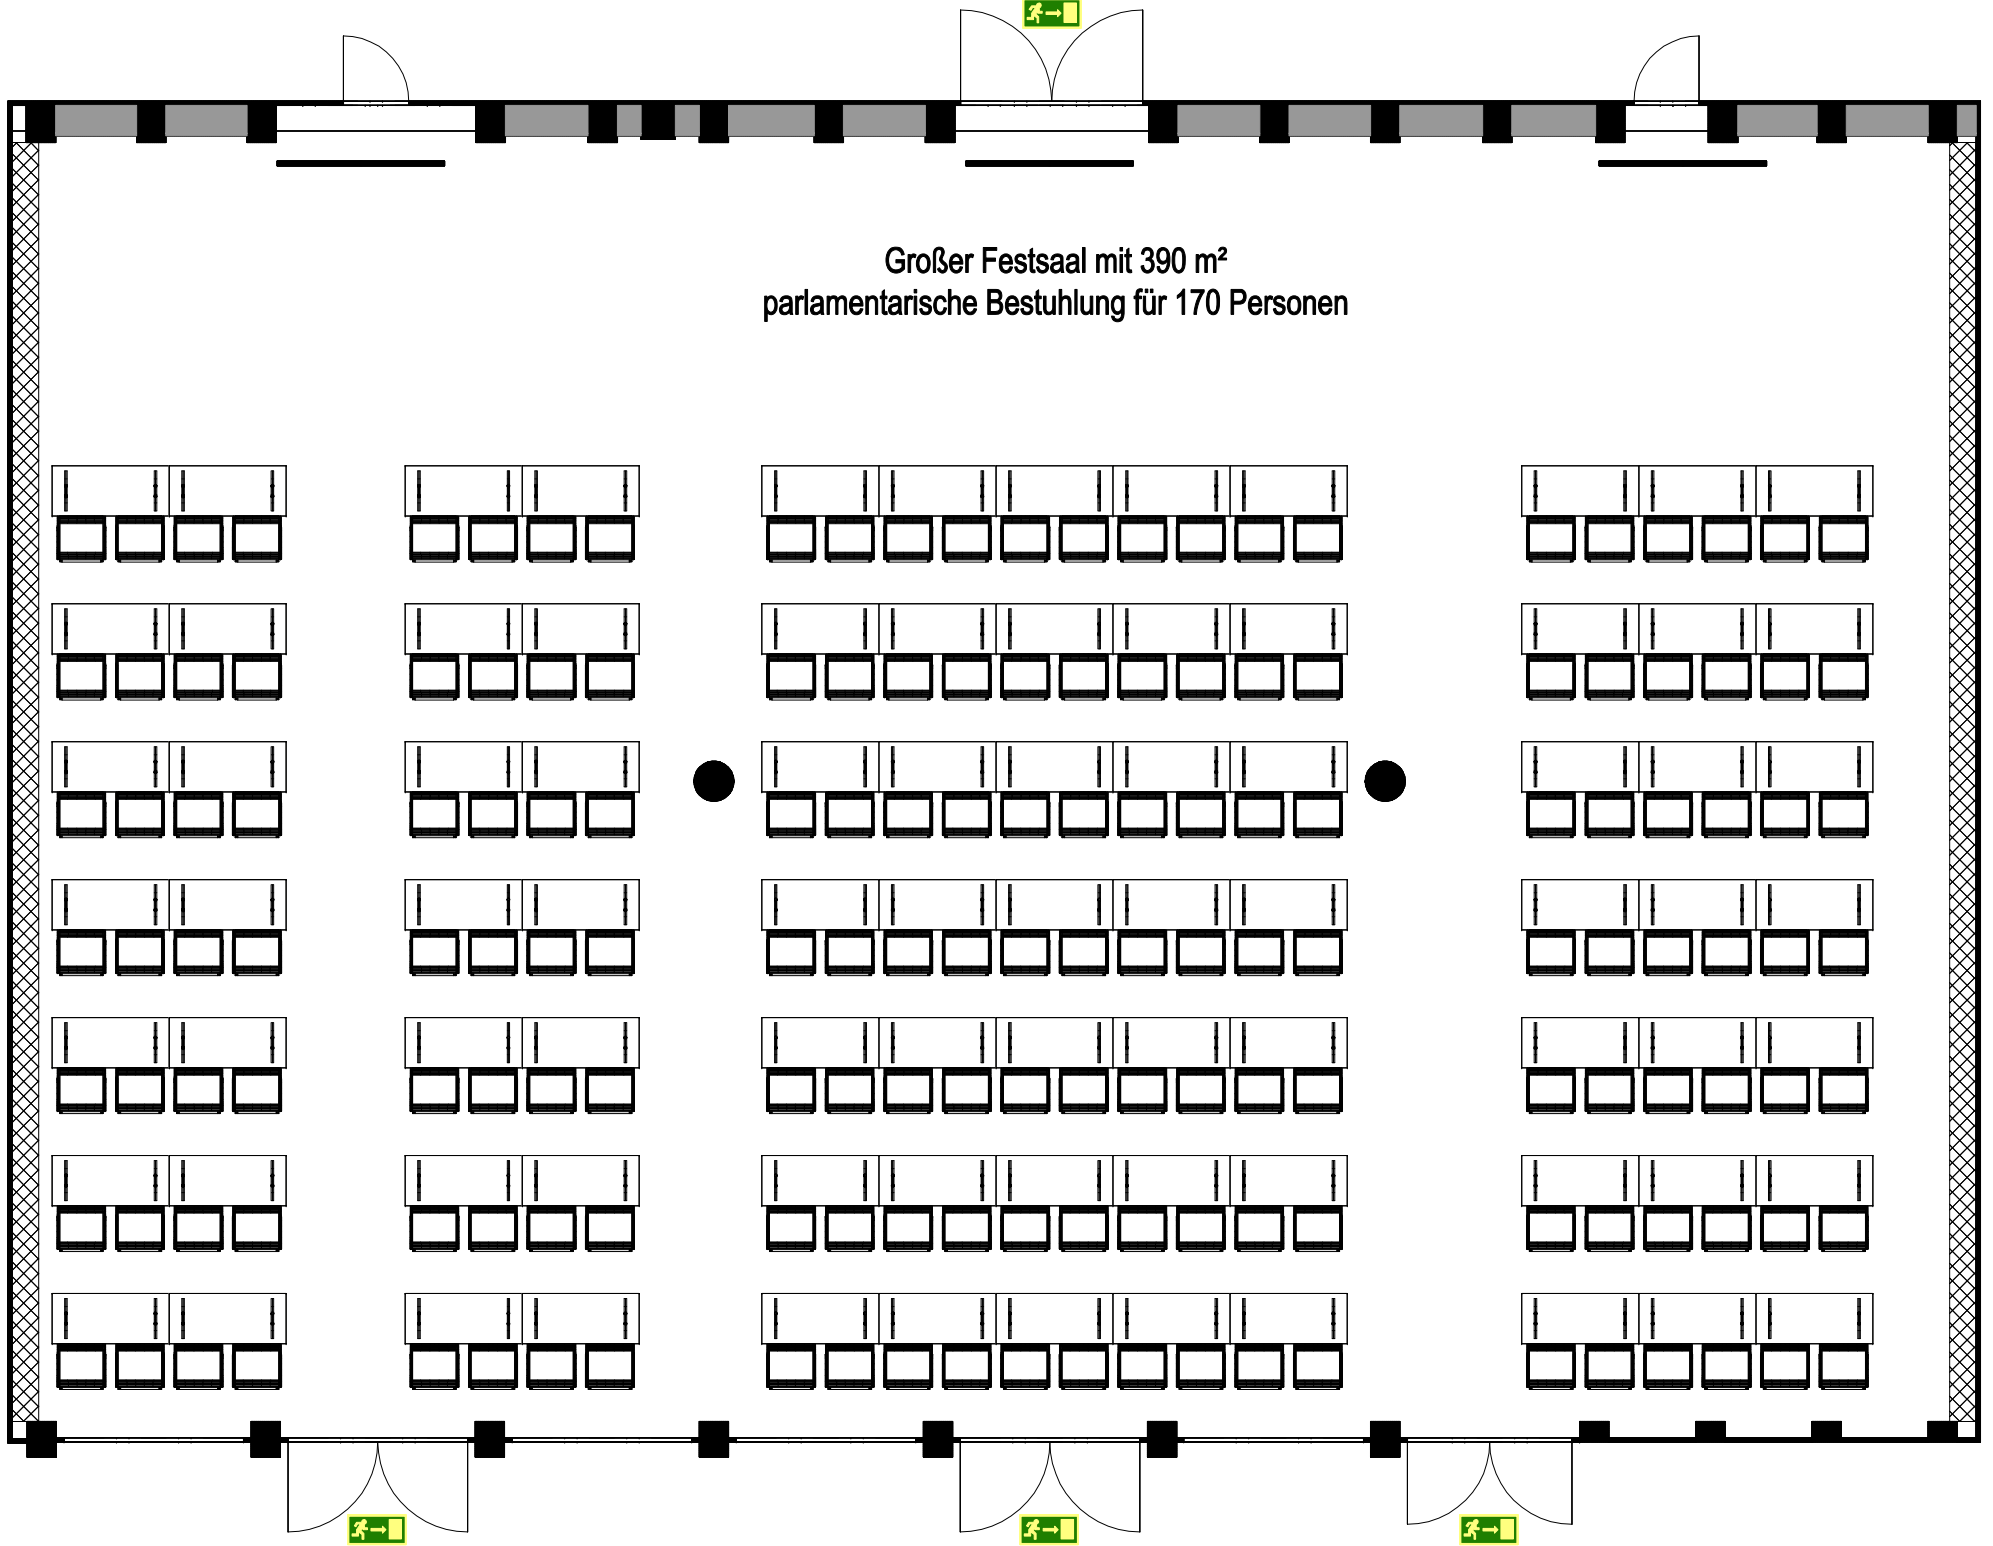 Großer Festsaal mit 390 m²
parlamentarische Bestuhlung für 170 Personen